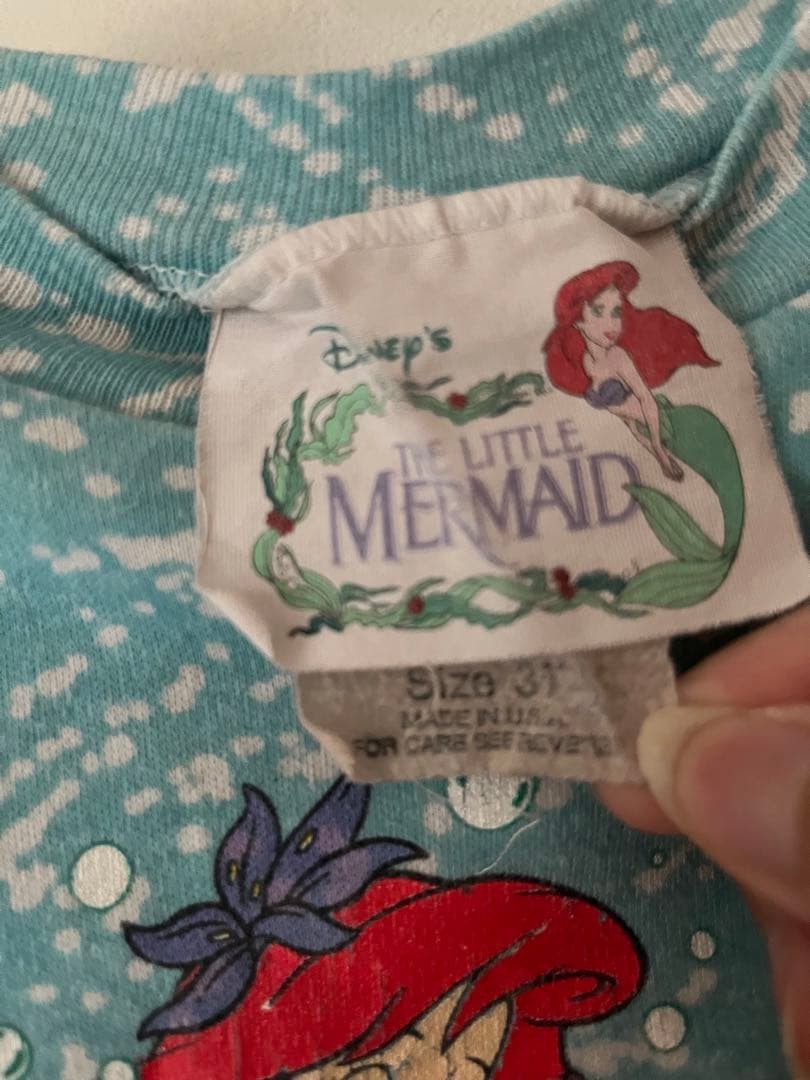 Disney's
THE LITTLE
MERMAID
Size 3T
MADE IN U.S.A.
FOR CARE SEE REVERSE